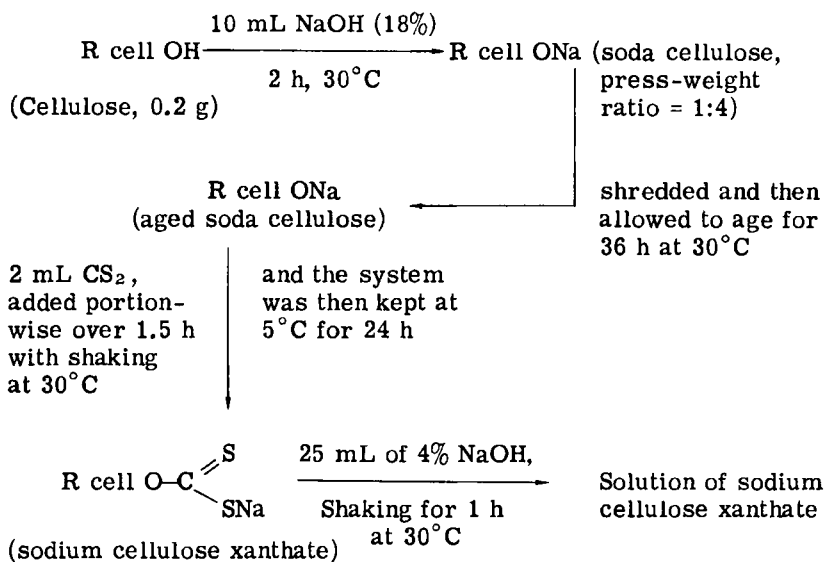 10 mL NaOH (18%)
R cell OH
R cell ONa (soda cellulose,
2 h, 30°C
press-weight
ratio = 1:4)
(Cellulose, 0.2 g)
R cell ONa
(aged soda cellulose)
shredded and then
allowed to age for
36 h at 30°C
2 mL CS₂,
added portion-
wise over 1.5 h
with shaking
at 30°C
and the system
was then kept at
5°C for 24 h
S
R cell O-C
SNa
(sodium cellulose xanthate)
25 mL of 4% NaOH,
Shaking for 1 h
at 30°C
Solution of sodium
cellulose xanthate